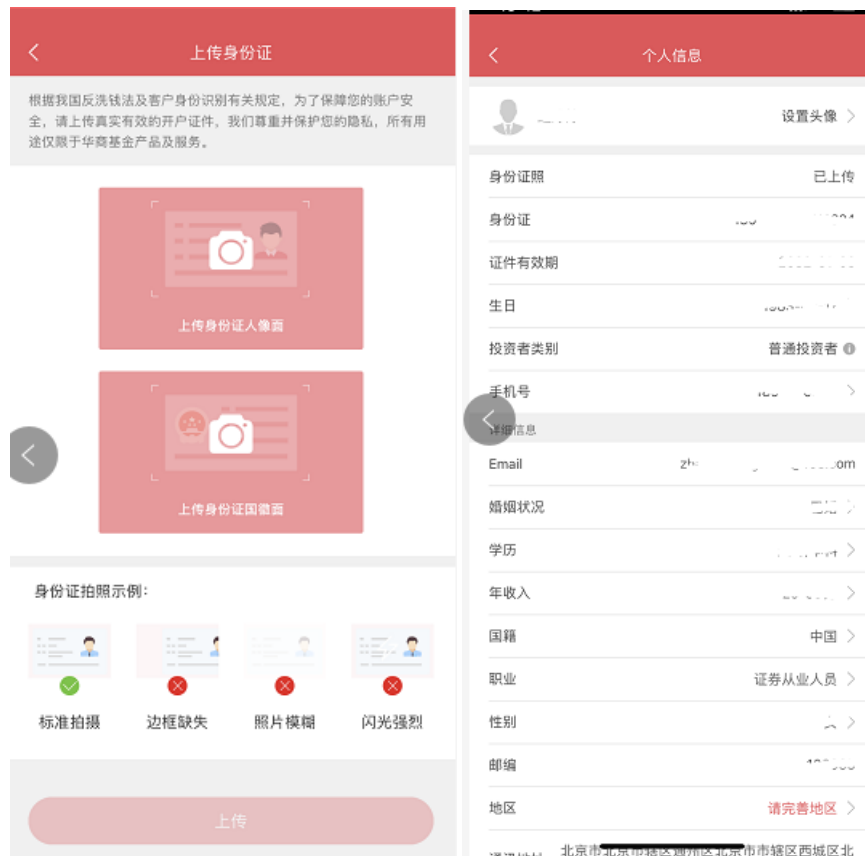 上传身份证
根据我国反洗钱法及客户身份识别有关规定，为了保障您的账户安
全，请上传真实有效的开户证件，我们尊重并保护您的隐私，所有用
途仅限于华商基金产品及服务。
上传身份证人像面
上传身份证国徽面
身份证拍照示例：
标准拍摄 边框缺失 照片模糊 闪光强烈
上传
个人信息
设置头像
身份证照 已上传
身份证
证件有效期
生日
投资者类别 普通投资者
手机号
详细信息
Email
婚姻状况
学历
年收入
国籍 中国
职业 证券从业人员
性别
邮编
地区 请完善地区
通讯地址 北京市北京市辖区通州区北京市市辖区西城区北